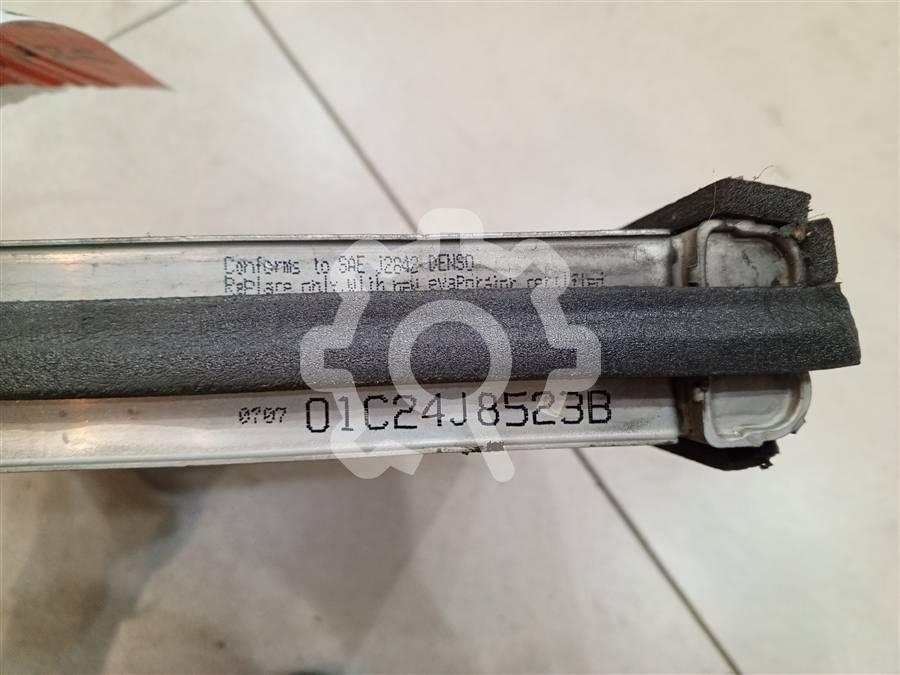 Conforms to SAE J2842 DENSO
Replace only with new evaporator certified
0707 01C24J8523B